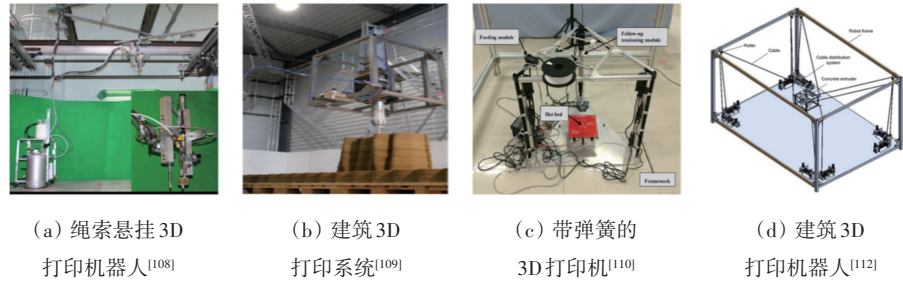 Feeding module
Follow-up
tensioning module
Hot bed
Framework
Roller
Cable
Robot frame
Cable distribution
system
Concrete extruder
(a) 绳索悬挂3D
打印机器人[108]
(b) 建筑3D
打印系统[109]
(c) 带弹簧的
3D打印机[110]
(d) 建筑3D
打印机器人[112]